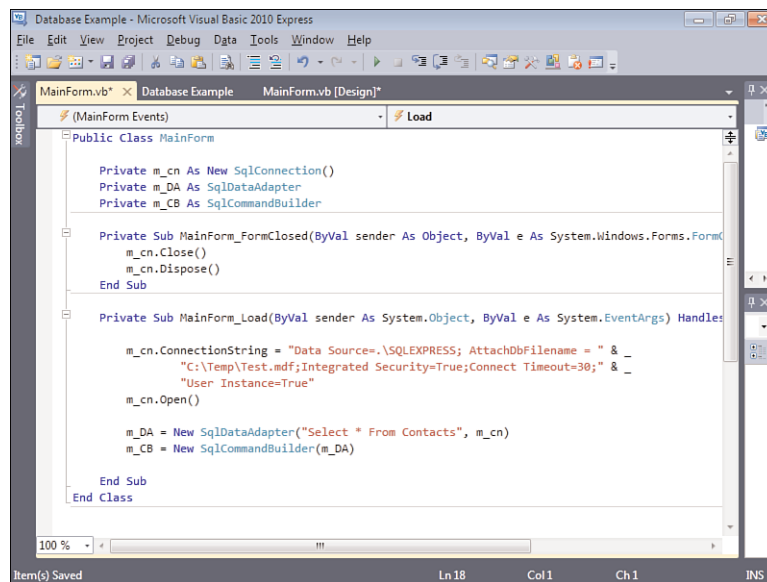 Database Example - Microsoft Visual Basic 2010 Express
File Edit View Project Debug Data Tools Window Help
MainForm.vb* Database Example MainForm.vb [Design]*
Toolbox
(MainForm Events) Load
Public Class MainForm
Private m_cn As New SqlConnection()
Private m_DA As SqlDataAdapter
Private m_CB As SqlCommandBuilder
Private Sub MainForm_FormClosed(ByVal sender As Object, ByVal e As System.Windows.Forms.FormC
m_cn.Close()
m_cn.Dispose()
End Sub
Private Sub MainForm_Load(ByVal sender As System.Object, ByVal e As System.EventArgs) Handles
m_cn.ConnectionString = "Data Source=.\SQLEXPRESS; AttachDbFilename = " & _
"C:\Temp\Test.mdf;Integrated Security=True;Connect Timeout=30;" & _
"User Instance=True"
m_cn.Open()
m_DA = New SqlDataAdapter("Select * From Contacts", m_cn)
m_CB = New SqlCommandBuilder(m_DA)
End Sub
End Class
100 %
Item(s) Saved Ln 18 Col 1 Ch 1 INS